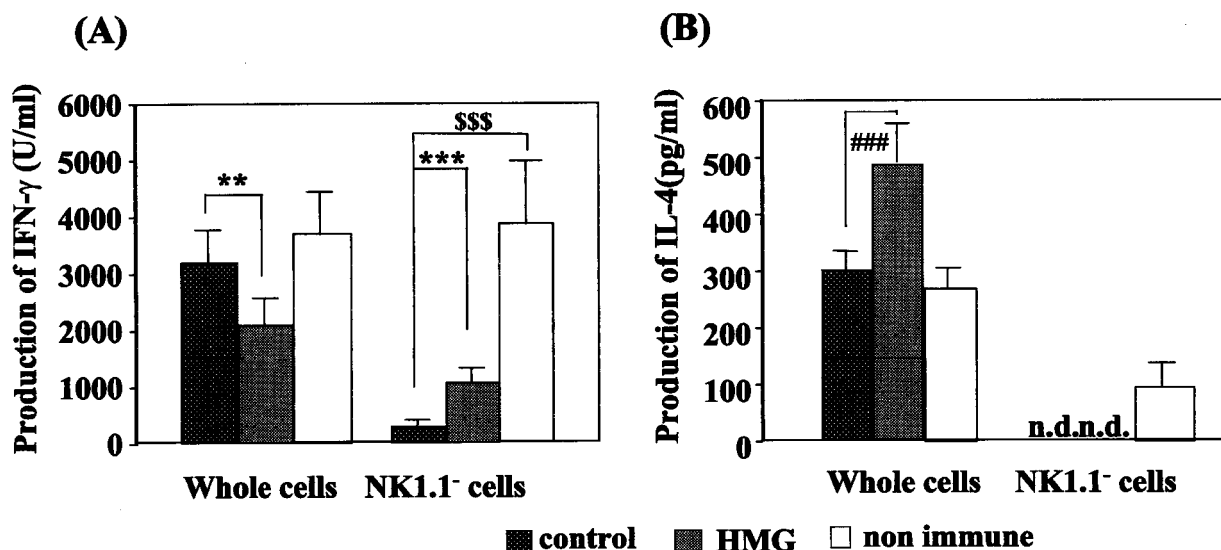 (A)
Production of IFN-γ (U/ml)
6000
5000
4000
3000
2000
1000
0
**
$$$
***
Whole cells NK1.1⁻ cells
(B)
Production of IL-4(pg/ml)
600
500
400
300
200
100
0
###
n.d.n.d.
Whole cells NK1.1⁻ cells
control HMG non immune